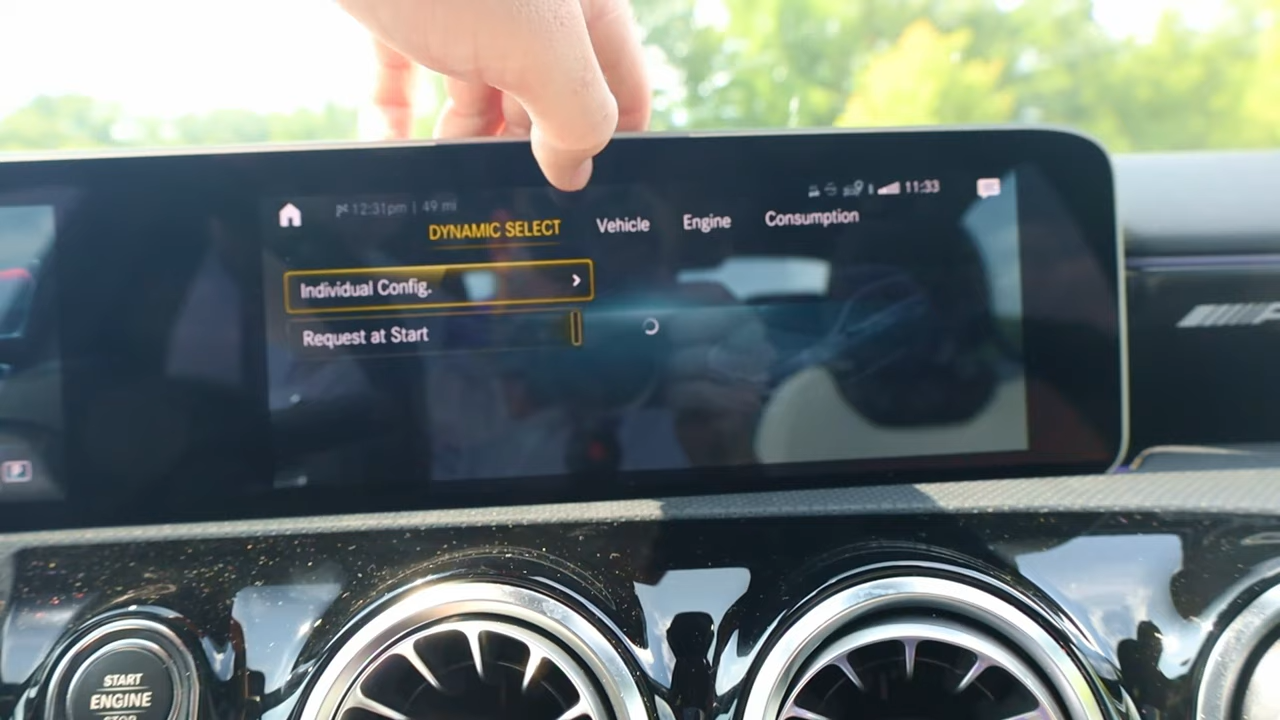 12:31pm | 49 mi
11:33
DYNAMIC SELECT
Vehicle
Engine
Consumption
Individual Config.
Request at Start
P
START
ENGINE
STOP